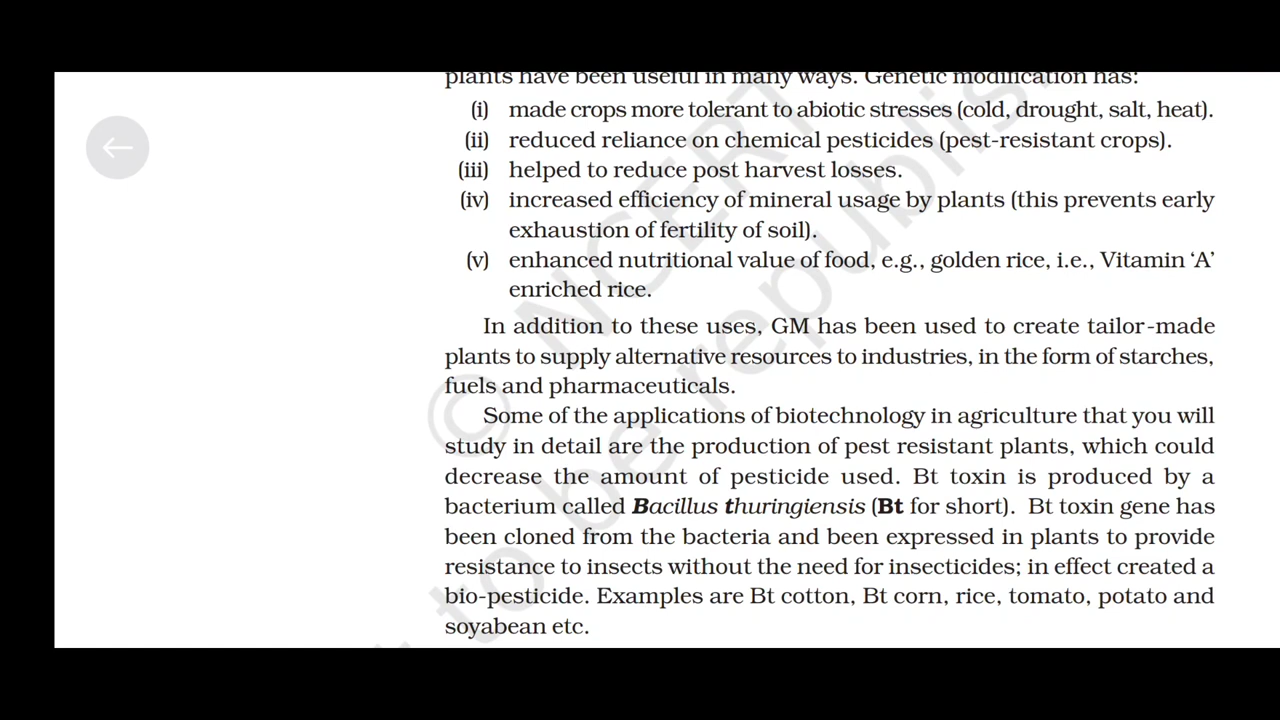 plants have been useful in many ways. Genetic modification has:
(i) made crops more tolerant to abiotic stresses (cold, drought, salt, heat).
(ii) reduced reliance on chemical pesticides (pest-resistant crops).
(iii) helped to reduce post harvest losses.
(iv) increased efficiency of mineral usage by plants (this prevents early
exhaustion of fertility of soil).
(v) enhanced nutritional value of food, e.g., golden rice, i.e., Vitamin ‘A’
enriched rice.
In addition to these uses, GM has been used to create tailor-made
plants to supply alternative resources to industries, in the form of starches,
fuels and pharmaceuticals.
Some of the applications of biotechnology in agriculture that you will
study in detail are the production of pest resistant plants, which could
decrease the amount of pesticide used. Bt toxin is produced by a
bacterium called Bacillus thuringiensis (Bt for short). Bt toxin gene has
been cloned from the bacteria and been expressed in plants to provide
resistance to insects without the need for insecticides; in effect created a
bio-pesticide. Examples are Bt cotton, Bt corn, rice, tomato, potato and
soyabean etc.
© NCERT
to be republis